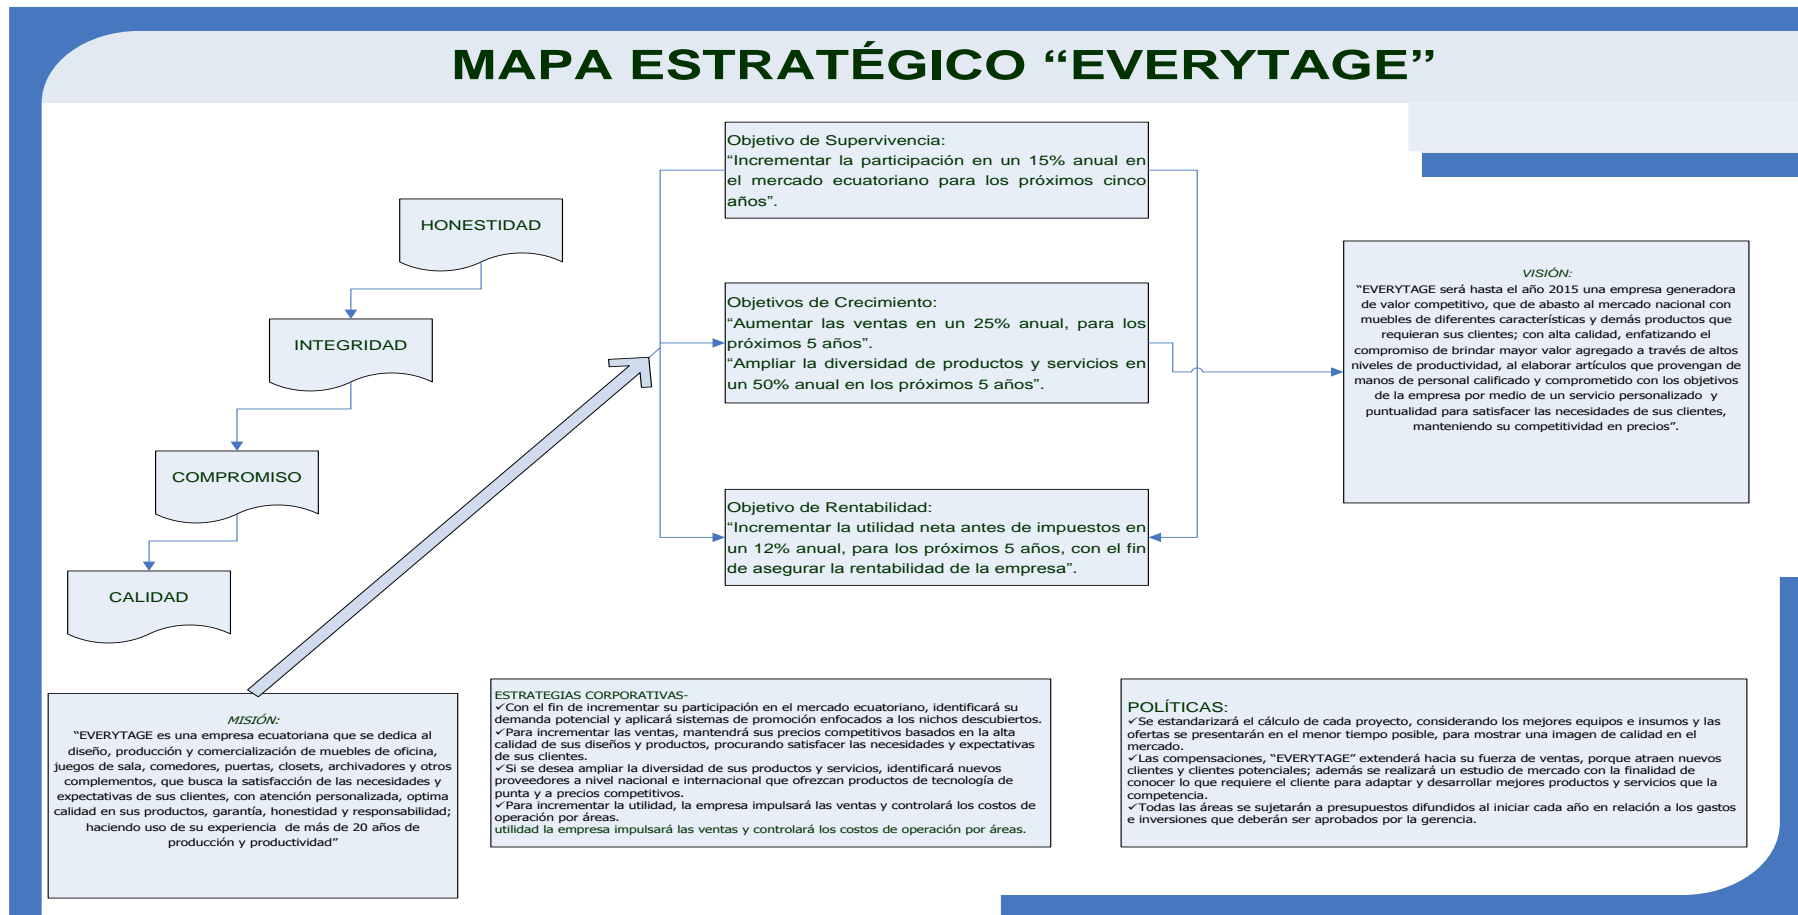 MAPA ESTRATÉGICO “EVERYTAGE”
HONESTIDAD
INTEGRIDAD
COMPROMISO
CALIDAD
Objetivo de Supervivencia:
“Incrementar la participación en un 15% anual en
el mercado ecuatoriano para los próximos cinco
años”.
Objetivos de Crecimiento:
“Aumentar las ventas en un 25% anual, para los
próximos 5 años”.
“Ampliar la diversidad de productos y servicios en
un 50% anual en los próximos 5 años”.
Objetivo de Rentabilidad:
“Incrementar la utilidad neta antes de impuestos en
un 12% anual, para los próximos 5 años, con el fin
de asegurar la rentabilidad de la empresa”.
VISIÓN:
“EVERYTAGE será hasta el año 2015 una empresa generadora
de valor competitivo, que de abasto al mercado nacional con
muebles de diferentes características y demás productos que
requieran sus clientes; con alta calidad, enfatizando el
compromiso de brindar mayor valor agregado a través de altos
niveles de productividad, al elaborar artículos que provengan de
manos de personal calificado y comprometido con los objetivos
de la empresa por medio de un servicio personalizado y
puntualidad para satisfacer las necesidades de sus clientes,
manteniendo su competitividad en precios”.
MISIÓN:
“EVERYTAGE es una empresa ecuatoriana que se dedica al
diseño, producción y comercialización de muebles de oficina,
juegos de sala, comedores, puertas, closets, archivadores y otros
complementos, que busca la satisfacción de las necesidades y
expectativas de sus clientes, con atención personalizada, optima
calidad en sus productos, garantía, honestidad y responsabilidad;
haciendo uso de su experiencia de más de 20 años de
producción y productividad”
ESTRATEGIAS CORPORATIVAS-
✓Con el fin de incrementar su participación en el mercado ecuatoriano, identificará su
demanda potencial y aplicará sistemas de promoción enfocados a los nichos descubiertos.
✓Para incrementar las ventas, mantendrá sus precios competitivos basados en la alta
calidad de sus diseños y productos, procurando satisfacer las necesidades y expectativas
de sus clientes.
✓Si se desea ampliar la diversidad de sus productos y servicios, identificará nuevos
proveedores a nivel nacional e internacional que ofrezcan productos de tecnología de
punta y a precios competitivos.
✓Para incrementar la utilidad, la empresa impulsará las ventas y controlará los costos de
operación por áreas.
utilidad la empresa impulsará las ventas y controlará los costos de operación por áreas.
POLÍTICAS:
✓Se estandarizará el cálculo de cada proyecto, considerando los mejores equipos e insumos y las
ofertas se presentarán en el menor tiempo posible, para mostrar una imagen de calidad en el
mercado.
✓Las compensaciones, “EVERYTAGE” extenderá hacia su fuerza de ventas, porque atraen nuevos
clientes y clientes potenciales; además se realizará un estudio de mercado con la finalidad de
conocer lo que requiere el cliente para adaptar y desarrollar mejores productos y servicios que la
competencia.
✓Todas las áreas se sujetarán a presupuestos difundidos al iniciar cada año en relación a los gastos
e inversiones que deberán ser aprobados por la gerencia.